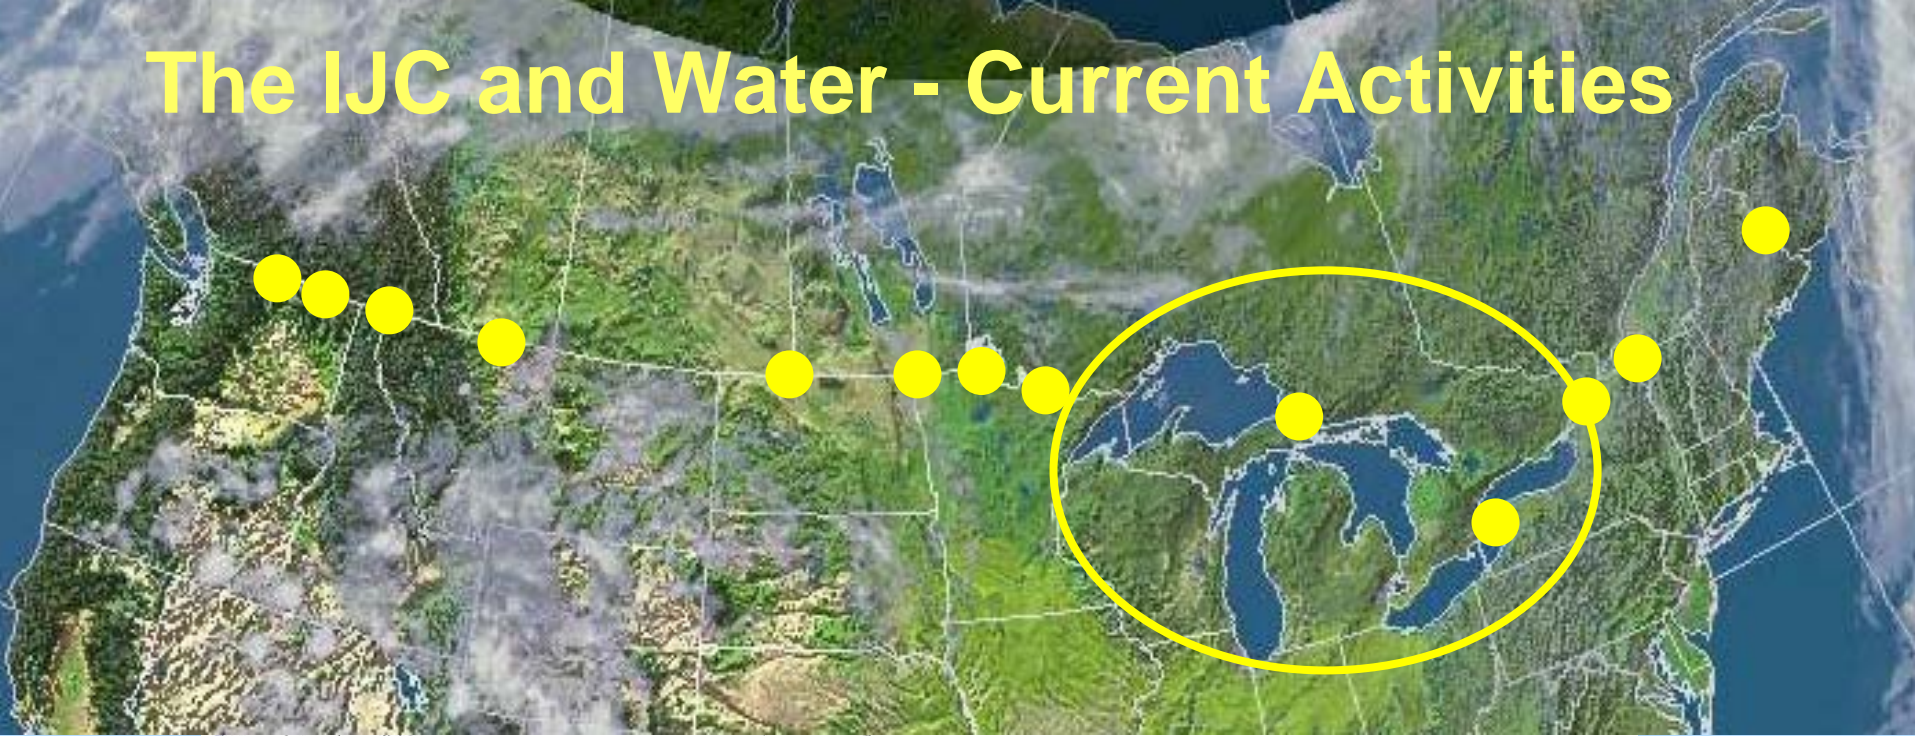 The IJC and Water - Current Activities